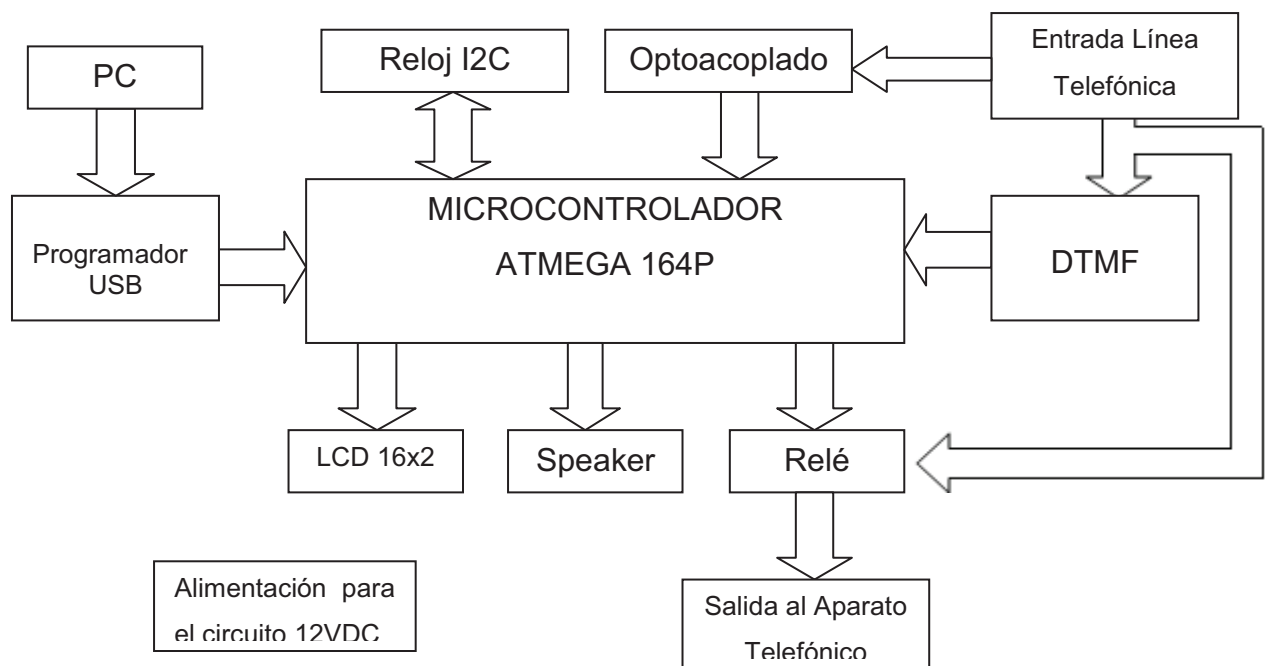 PC
Reloj I2C
Optoacoplado
Entrada Línea
Telefónica
Programador
USB
MICROCONTROLADOR
ATMEGA 164P
DTMF
LCD 16x2
Speaker
Relé
Alimentación para
el circuito 12VDC
Salida al Aparato
Telefónico